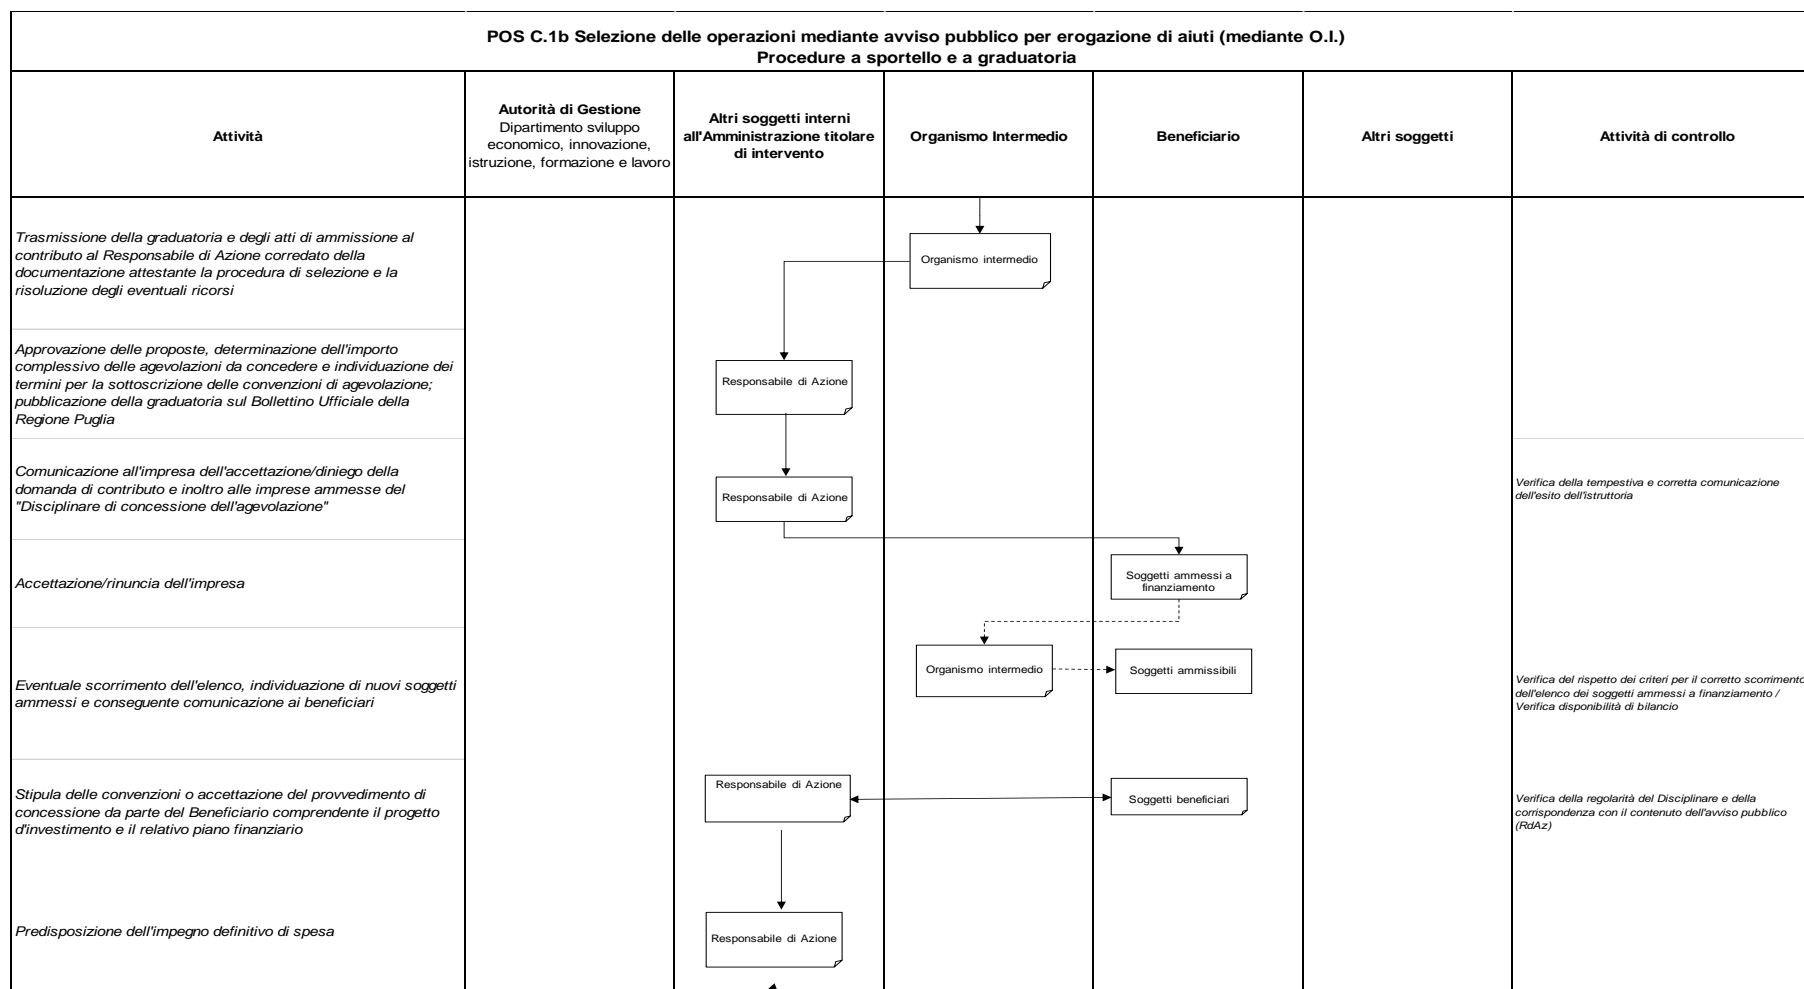 POS C.1b Selezione delle operazioni mediante avviso pubblico per erogazione di aiuti (mediante O.I.)
Procedure a sportello e a graduatoria
Attività
Autorità di Gestione
Dipartimento sviluppo
economico, innovazione,
istruzione, formazione e lavoro
Altri soggetti interni
all'Amministrazione titolare
di intervento
Organismo Intermedio
Beneficiario
Altri soggetti
Attività di controllo
Trasmissione della graduatoria e degli atti di ammissione al
contributo al Responsabile di Azione corredato della
documentazione attestante la procedura di selezione e la
risoluzione degli eventuali ricorsi
Organismo intermedio
Approvazione delle proposte, determinazione dell'importo
complessivo delle agevolazioni da concedere e individuazione dei
termini per la sottoscrizione delle convenzioni di agevolazione;
pubblicazione della graduatoria sul Bollettino Ufficiale della
Regione Puglia
Responsabile di Azione
Comunicazione all'impresa dell'accettazione/diniego della
domanda di contributo e inoltro alle imprese ammesse del
"Disciplinare di concessione dell'agevolazione"
Responsabile di Azione
Verifica della tempestiva e corretta comunicazione
dell'esito dell'istruttoria
Accettazione/rinuncia dell'impresa
Soggetti ammessi a
finanziamento
Eventuale scorrimento dell'elenco, individuazione di nuovi soggetti
ammessi e conseguente comunicazione ai beneficiari
Organismo intermedio
Soggetti ammissibili
Verifica del rispetto dei criteri per il corretto scorrimento
dell'elenco dei soggetti ammessi a finanziamento /
Verifica disponibilità di bilancio
Stipula delle convenzioni o accettazione del provvedimento di
concessione da parte del Beneficiario comprendente il progetto
d'investimento e il relativo piano finanziario
Responsabile di Azione
Soggetti beneficiari
Verifica della regolarità del Disciplinare e della
corrispondenza con il contenuto dell'avviso pubblico
(RdAz)
Predisposizione dell'impegno definitivo di spesa
Responsabile di Azione